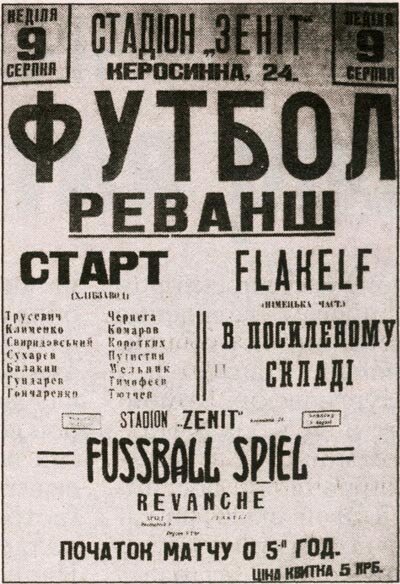 НЕДІЛЯ 9 СЕРПНЯ
СТАДІОН „ЗЕНІТ"
НЕДІЛЯ 9 СЕРПНЯ
КЕРОСИННА, 24.
ФУТБОЛ
РЕВАНШ
СТАРТ
(ХЛІБЗАВОД)
Трусевич Чернега
Клименко Комаров
Свиридовський Коротких
Сухарев Путистин
Балакин Мельник
Гундарев Тимофеев
Гончаренко Тютчев
FLAKELF
(НІМЕЦЬКА ЧАСТ.)
В ПОСИЛЕНОМУ
СКЛАДІ
STADION „ZENIT"
FUSSBALL SPIEL
REVANCHE
ПОЧАТОК МАТЧУ О 5-й ГОД.
ЦІНА КВИТКА 5 КРБ.